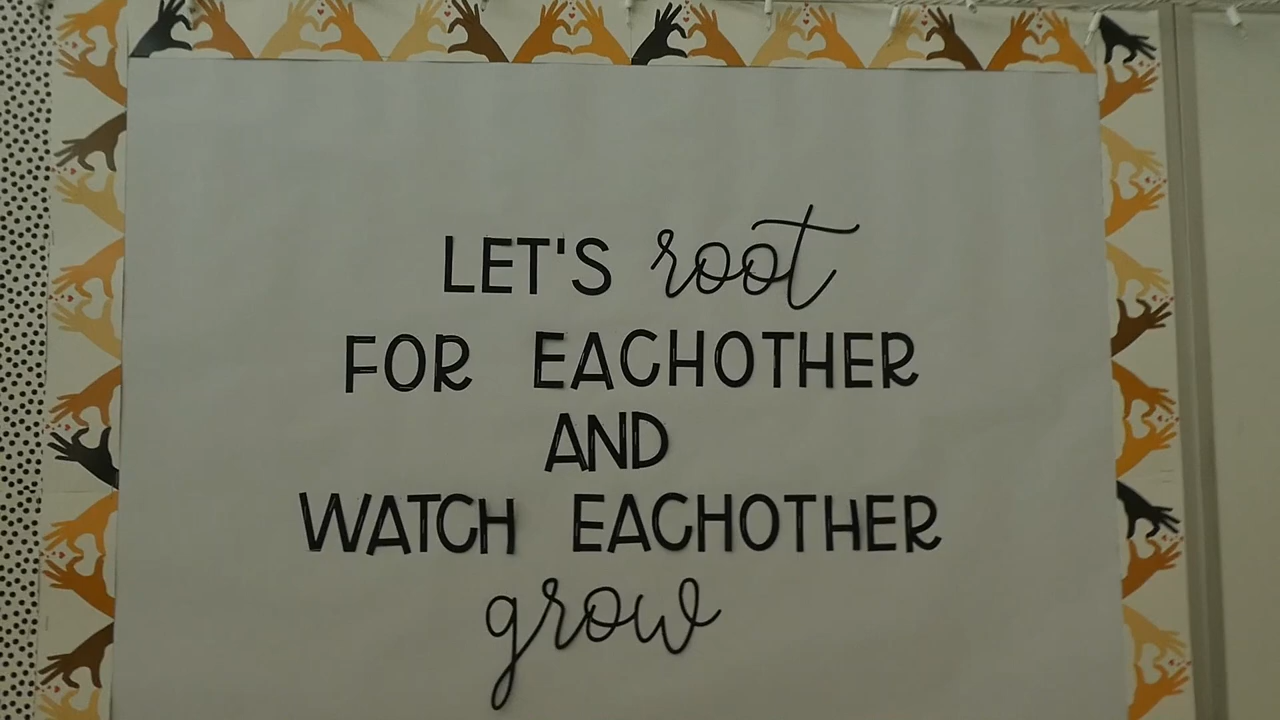 LET'S root
FOR EACHOTHER
AND
WATCH EACHOTHER
grow